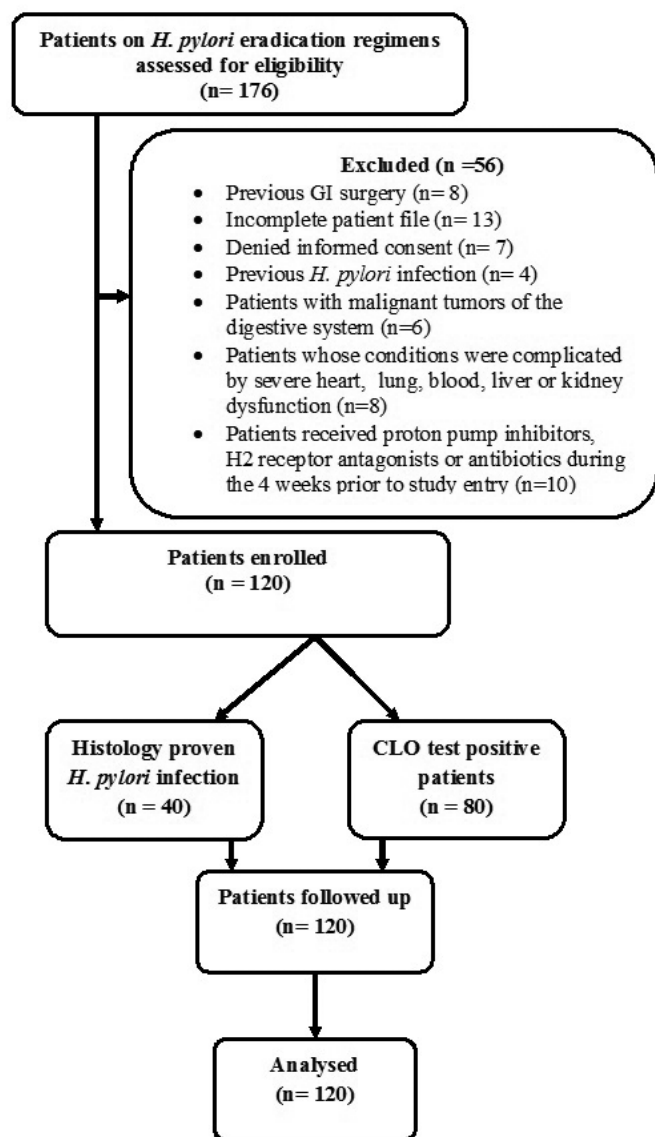 Patients on H. pylori eradication regimens
assessed for eligibility
(n= 176)
Excluded (n =56)
• Previous GI surgery (n= 8)
• Incomplete patient file (n= 13)
• Denied informed consent (n= 7)
• Previous H. pylori infection (n= 4)
• Patients with malignant tumors of the
digestive system (n=6)
• Patients whose conditions were complicated
by severe heart, lung, blood, liver or kidney
dysfunction (n=8)
• Patients received proton pump inhibitors,
H2 receptor antagonists or antibiotics during
the 4 weeks prior to study entry (n=10)
Patients enrolled
(n = 120)
Histology proven
H. pylori infection
(n = 40)
CLO test positive
patients
(n = 80)
Patients followed up
(n= 120)
Analysed
(n= 120)